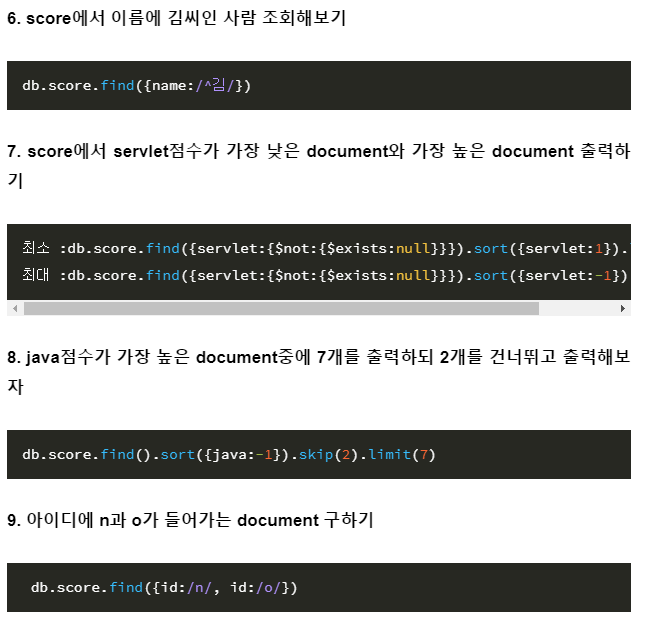 6. score에서 이름에 김씨인 사람 조회해보기
db.score.find({name:/^김/})
7. score에서 servlet점수가 가장 낮은 document와 가장 높은 document 출력하
기
최소 :db.score.find({servlet:{$not:{$exists:null}}}).sort({servlet:1}).
최대 :db.score.find({servlet:{$not:{$exists:null}}}).sort({servlet:-1})
8. java점수가 가장 높은 document중에 7개를 출력하되 2개를 건너뛰고 출력해보
자
db.score.find().sort({java:-1}).skip(2).limit(7)
9. 아이디에 n과 o가 들어가는 document 구하기
db.score.find({id:/n/, id:/o/})